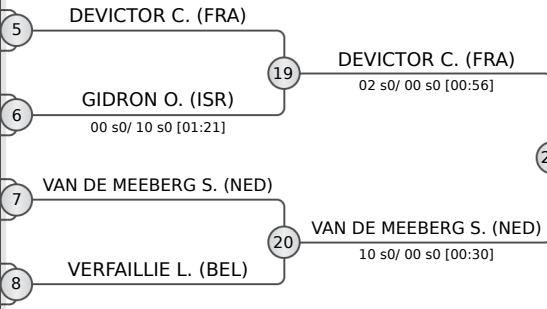 DEVICTOR C. (FRA)
5
DEVICTOR C. (FRA)
19
02 s0/ 00 s0 [00:56]
GIDRON O. (ISR)
6
00 s0/ 10 s0 [01:21]
VAN DE MEEBERG S. (NED)
7
VAN DE MEEBERG S. (NED)
20
10 s0/ 00 s0 [00:30]
VERFAILLIE L. (BEL)
8